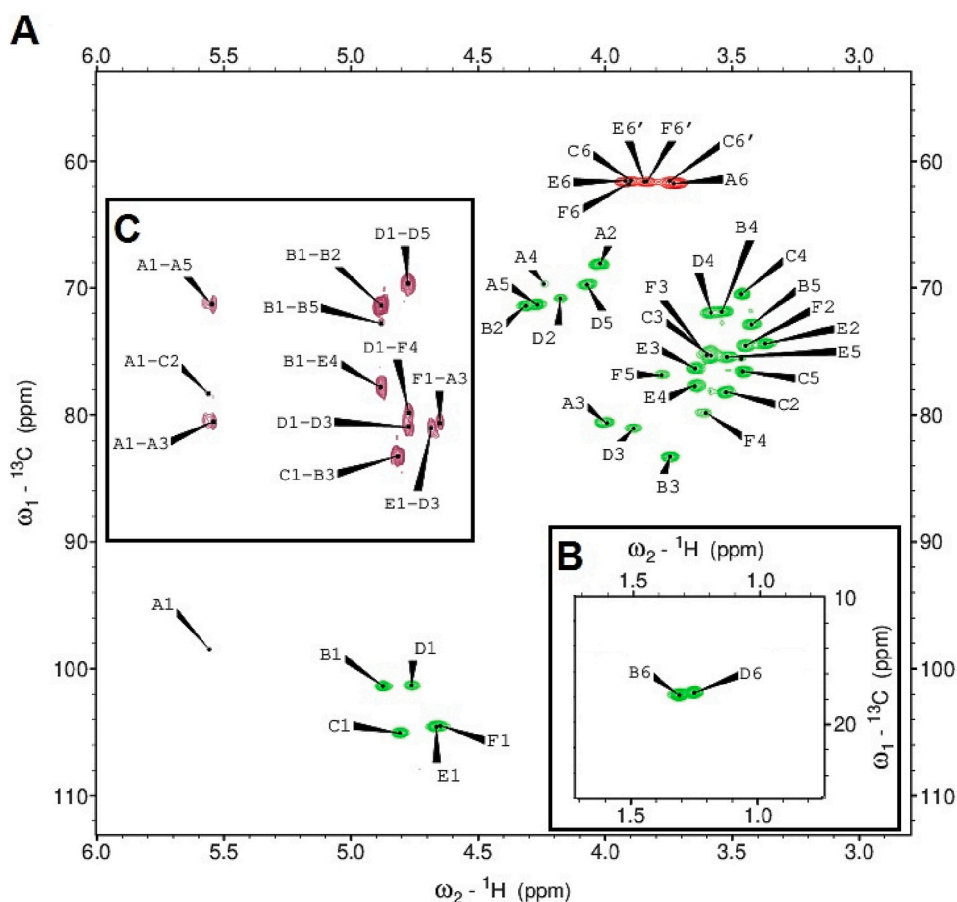 A
6.0 5.5 5.0 4.5 4.0 3.5 3.0
E6′ F6′
C6 C6′
60 60
E6 A6
F6
C
B4
D1-D5 A2
A4 D4 C4
A1-A5 B1-B2
F3 B5
A5
70 70
B1-B5 C3 F2
B2 D2 D5 E2
D1-F4
A1-C2 B1-E4 E3 E5
F1-A3
F5 C5
80 80
E4 C2
A1-A3 D1-D3 A3
D3 F4
C1-B3
B3
E1-D3
ω1 - 13C (ppm)
90 90
B
ω2 - 1H (ppm)
1.5 1.0
10
A1
B1 D1
100 100
B6 D6
C1 F1
20
E1
ω1 - 13C (ppm)
1.5 1.0
110 110
6.0 5.5 5.0 4.5 4.0 3.5 3.0
ω2 - 1H (ppm)